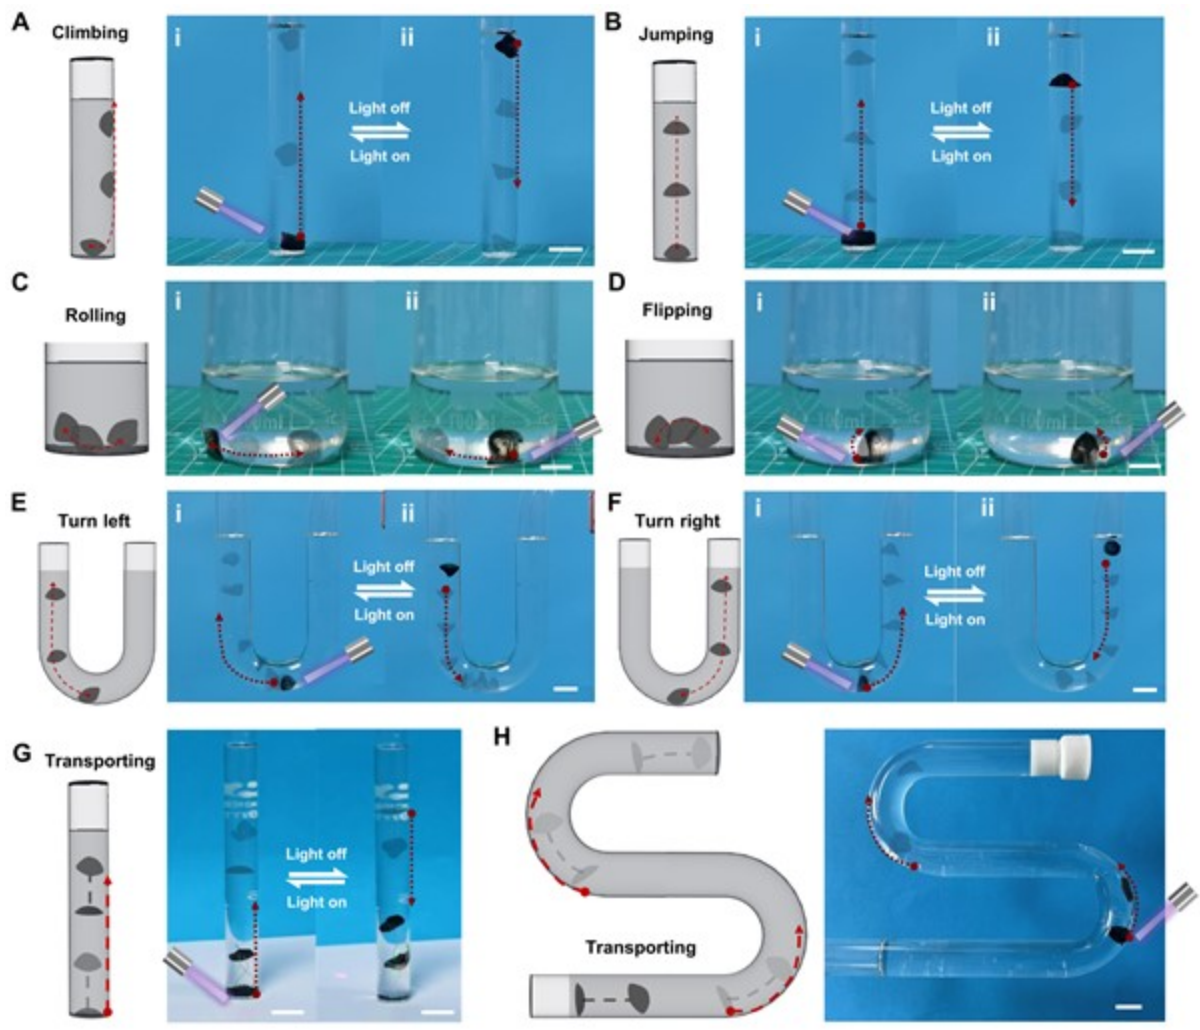 A
Climbing
i
ii
Light off
Light on
B
Jumping
i
ii
Light off
Light on
C
Rolling
i
ii
D
Flipping
i
ii
E
Turn left
i
ii
Light off
Light on
F
Turn right
i
ii
Light off
Light on
G
Transporting
Light off
Light on
H
Transporting